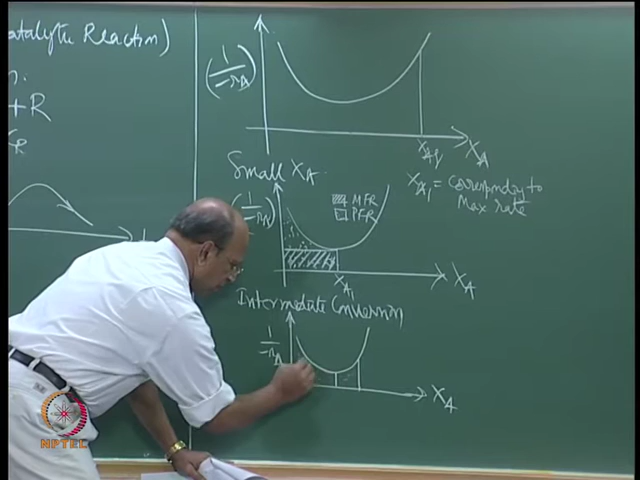 atalytic Reaction)
+ R
(1/-rA)
XAf
XA
Small XA.
XA1 = corresponding to
Max rate
(1/-rA)
MFR
PFR
XA1
XA
Intermediate Conversion
1/-rA
XA
NPTEL